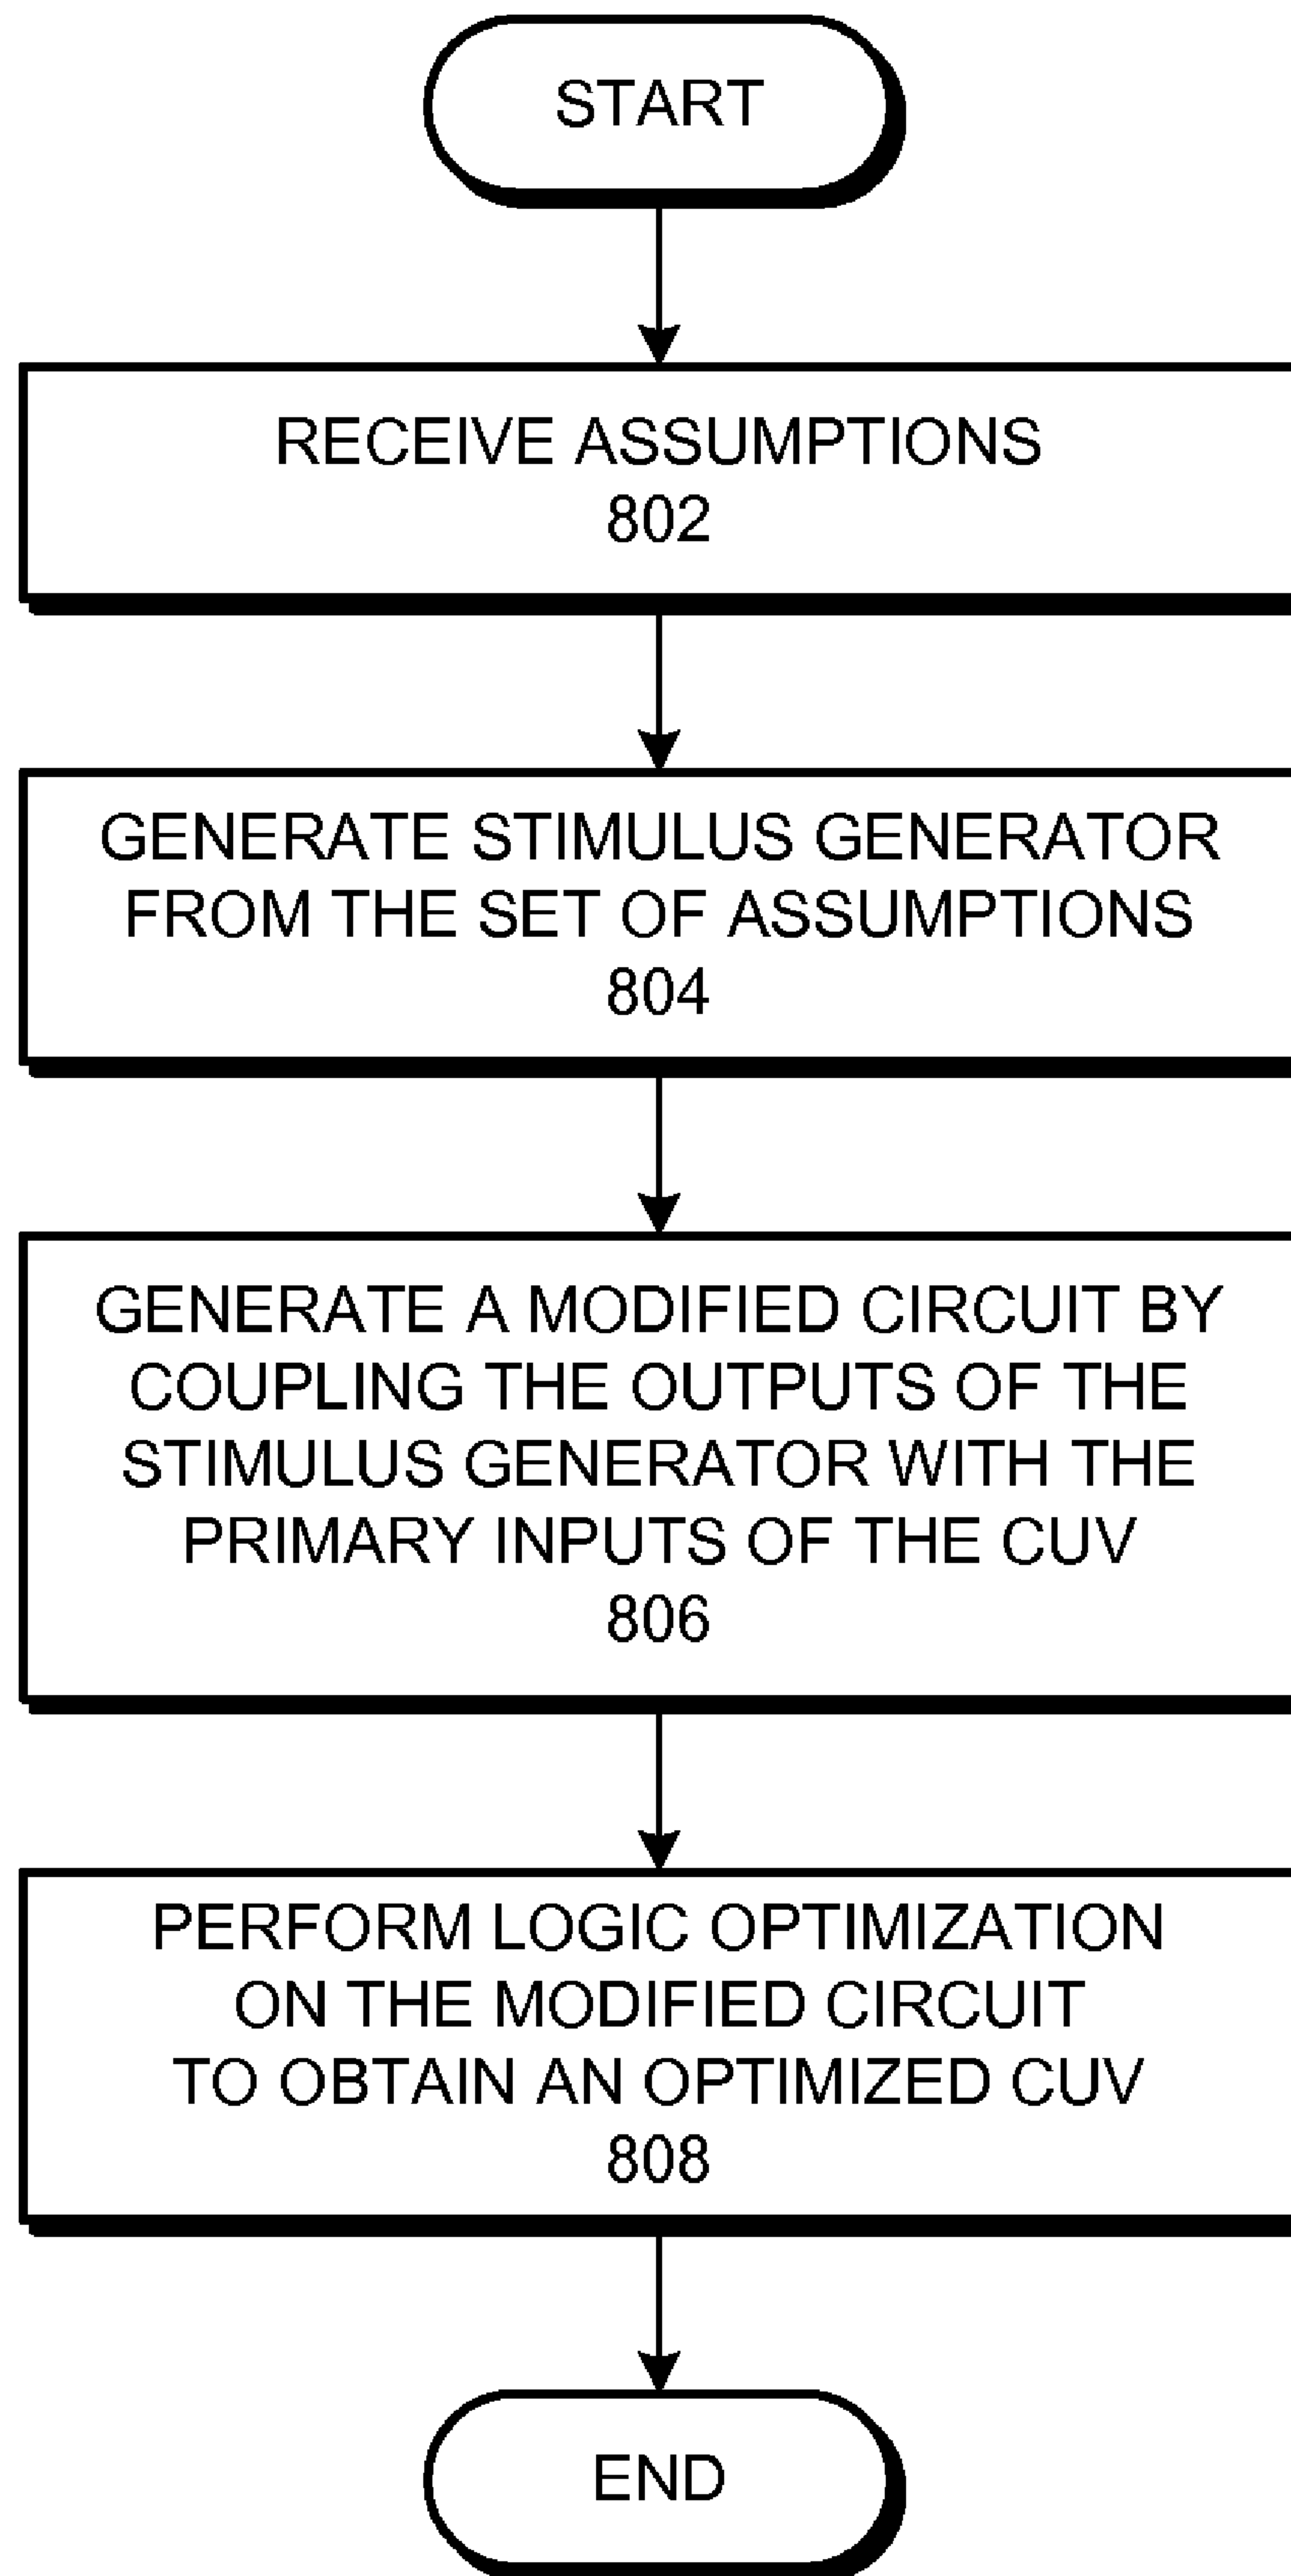 START
RECEIVE ASSUMPTIONS
802
GENERATE STIMULUS GENERATOR
FROM THE SET OF ASSUMPTIONS
804
GENERATE A MODIFIED CIRCUIT BY
COUPLING THE OUTPUTS OF THE
STIMULUS GENERATOR WITH THE
PRIMARY INPUTS OF THE CUV
806
PERFORM LOGIC OPTIMIZATION
ON THE MODIFIED CIRCUIT
TO OBTAIN AN OPTIMIZED CUV
808
END